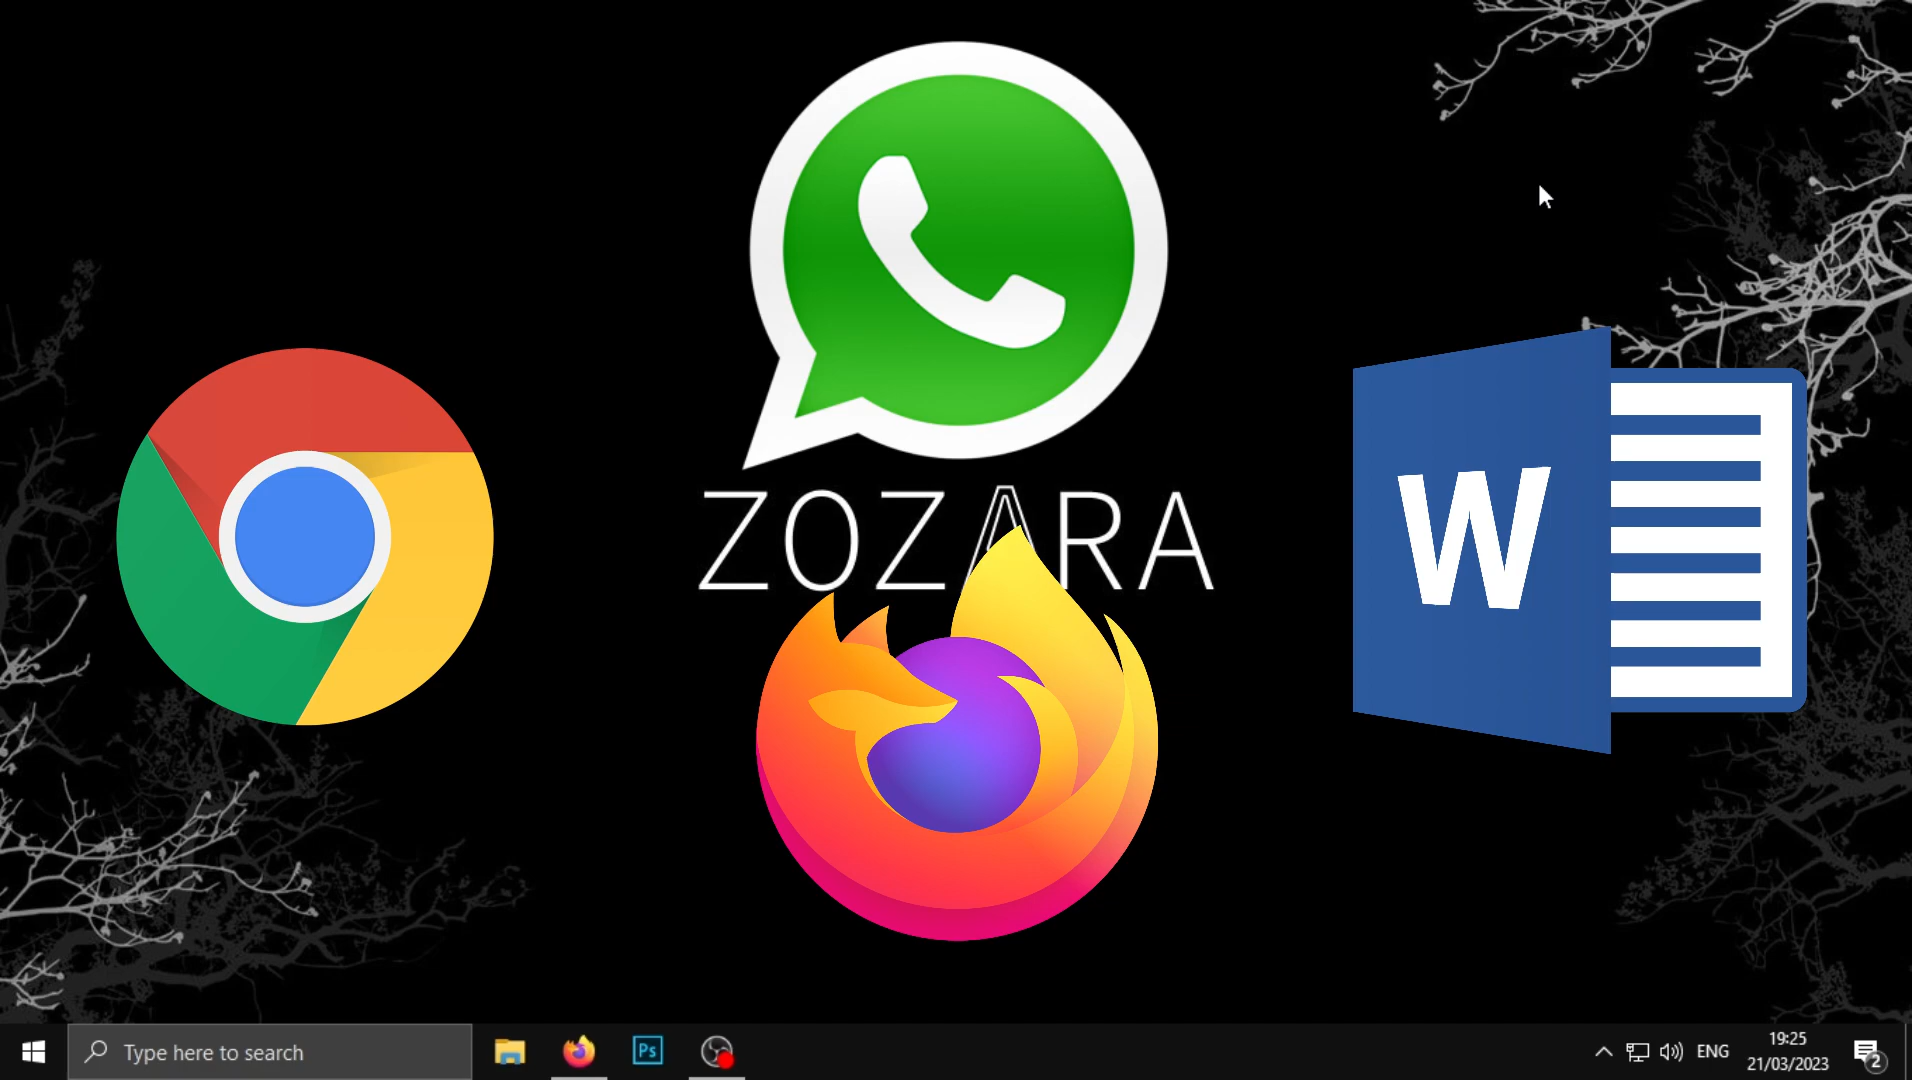 ZOZARA
W
Type here to search
Ps
ENG
19:25
21/03/2023
2